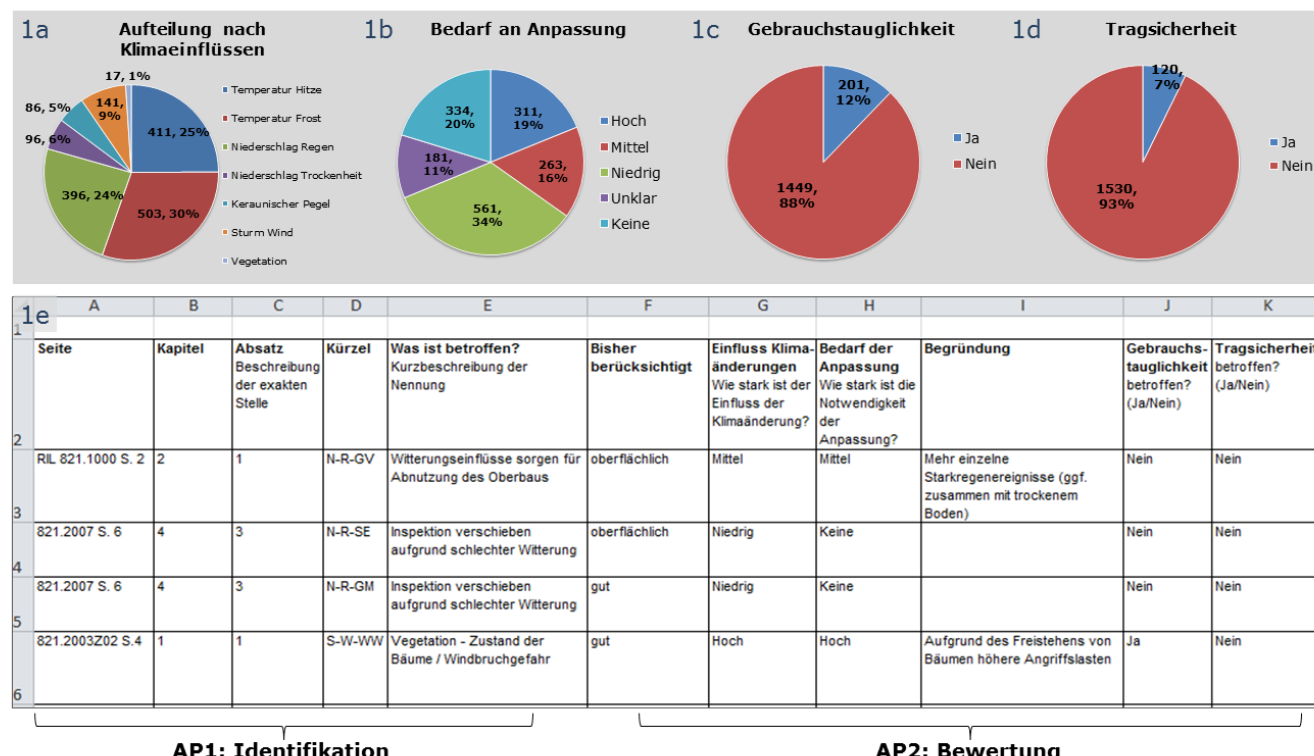 1a
Aufteilung nach
Klimaeinflüssen
17, 1%
86, 5%
141,
9%
96, 6%
411, 25%
396, 24%
503, 30%
Temperatur Hitze
Temperatur Frost
Niederschlag Regen
Niederschlag Trockenheit
Keraunischer Pegel
Sturm Wind
Vegetation
1b
Bedarf an Anpassung
334,
20%
311,
19%
181,
11%
263,
16%
561,
34%
Hoch
Mittel
Niedrig
Unklar
Keine
1c
Gebrauchstauglichkeit
201,
12%
1449,
88%
Ja
Nein
1d
Tragsicherheit
120,
7%
1530,
93%
Ja
Nein
1e
A B C D E F G H I J K
1
2
Seite
Kapitel
Absatz
Beschreibung
der exakten
Stelle
Kürzel
Was ist betroffen?
Kurzbeschreibung der
Nennung
Bisher
berücksichtigt
Einfluss Klima-
änderungen
Wie stark ist der
Einfluss der
Klimaänderung?
Bedarf der
Anpassung
Wie stark ist die
Notwendigkeit
der
Anpassung?
Begründung
Gebrauchs-
tauglichkeit
betroffen?
(Ja/Nein)
Tragsicherheit
betroffen?
(Ja/Nein)
3
RIL 821.1000 S. 2
2
1
N-R-GV
Witterungseinflüsse sorgen für
Abnutzung des Oberbaus
oberflächlich
Mittel
Mittel
Mehr einzelne
Starkregenereignisse (ggf.
zusammen mit trockenem
Boden)
Nein
Nein
4
821.2007 S. 6
4
3
N-R-SE
Inspektion verschieben
aufgrund schlechter Witterung
oberflächlich
Niedrig
Keine
Nein
Nein
5
821.2007 S. 6
4
3
N-R-GM
Inspektion verschieben
aufgrund schlechter Witterung
gut
Niedrig
Keine
Nein
Nein
6
821.2003Z02 S.4
1
1
S-W-WW
Vegetation - Zustand der
Bäume / Windbruchgefahr
gut
Hoch
Hoch
Aufgrund des Freistehens von
Bäumen höhere Angriffslasten
Ja
Nein
AP1: Identifikation
AP2: Bewertung